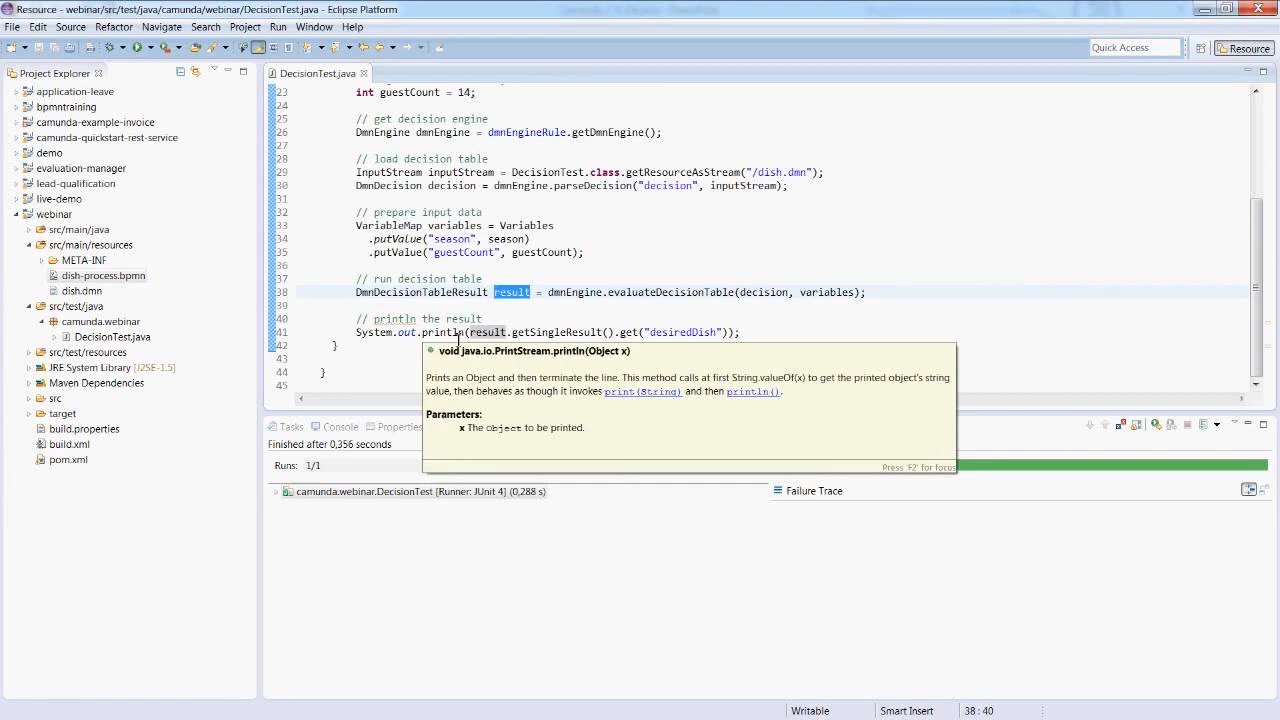 Resource - webinar/src/test/java/camunda/webinar/DecisionTest.java - Eclipse Platform
File Edit Source Refactor Navigate Search Project Run Window Help
Quick Access
Resource
Project Explorer
DecisionTest.java
application-leave
bpmntraining
camunda-example-invoice
camunda-quickstart-rest-service
demo
evaluation-manager
lead-qualification
live-demo
webinar
src/main/java
src/main/resources
META-INF
dish-process.bpmn
dish.dmn
src/test/java
camunda.webinar
DecisionTest.java
src/test/resources
JRE System Library [J2SE-1.5]
Maven Dependencies
src
target
build.properties
build.xml
pom.xml
23 int guestCount = 14;
24
25 // get decision engine
26 DmnEngine dmnEngine = dmnEngineRule.getDmnEngine();
27
28 // load decision table
29 InputStream inputStream = DecisionTest.class.getResourceAsStream("/dish.dmn");
30 DmnDecision decision = dmnEngine.parseDecision("decision", inputStream);
31
32 // prepare input data
33 VariableMap variables = Variables
34 .putValue("season", season)
35 .putValue("guestCount", guestCount);
36
37 // run decision table
38 DmnDecisionTableResult result = dmnEngine.evaluateDecisionTable(decision, variables);
39
40 // println the result
41 System.out.println(result.getSingleResult().get("desiredDish"));
42 }
43
44 }
45
void java.io.PrintStream.println(Object x)
Prints an Object and then terminate the line. This method calls at first String.valueOf(x) to get the printed object's string
value, then behaves as though it invokes print(String) and then println().
Parameters:
x The Object to be printed.
Press 'F2' for focus
Tasks Console Properties
Finished after 0,356 seconds
Runs: 1/1
camunda.webinar.DecisionTest [Runner: JUnit 4] (0,288 s)
Failure Trace
Writable Smart Insert 38 : 40